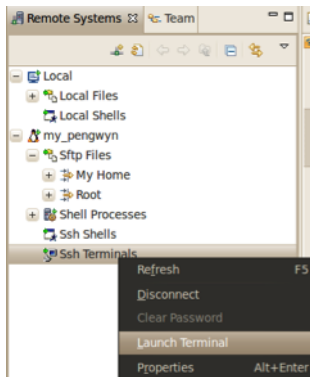 Remote Systems Team
Local
Local Files
Local Shells
my_pengwyn
Sftp Files
My Home
Root
Shell Processes
Ssh Shells
Ssh Terminals
Refresh F5
Disconnect
Clear Password
Launch Terminal
Properties Alt+Enter